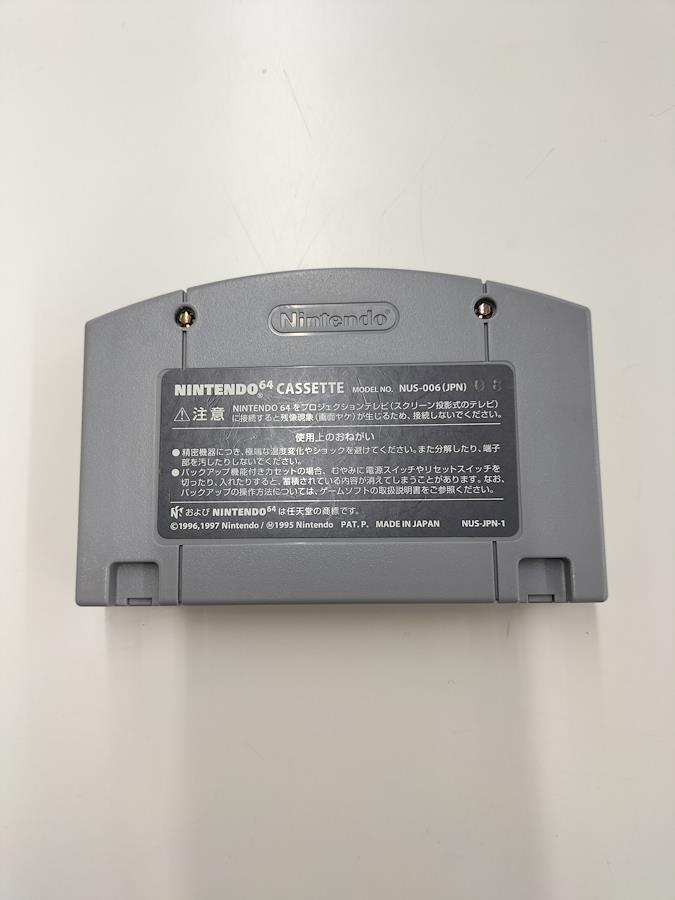 Nintendo®
NINTENDO64® CASSETTE MODEL NO. NUS-006(JPN) 08
⚠注意 NINTENDO 64をプロジェクションテレビ(スクリーン投影式のテレビ)
に接続すると残像現象(画面ヤケ)が生じるため、接続しないでください。
使用上のおねがい
●精密機器につき、極端な温度変化やショックを避けてください。また分解したり、端子
部を汚したりしないでください。
●バックアップ機能付きカセットの場合、むやみに電源スイッチやリセットスイッチを
切ったり、入れたりすると、蓄積されている内容が消えてしまうことがあります。なお、
バックアップの操作方法については、ゲームソフトの取扱説明書をご参照ください。
および NINTENDO64は任天堂の商標です。
©1996,1997 Nintendo/Ⓜ1995 Nintendo PAT. P. MADE IN JAPAN NUS-JPN-1